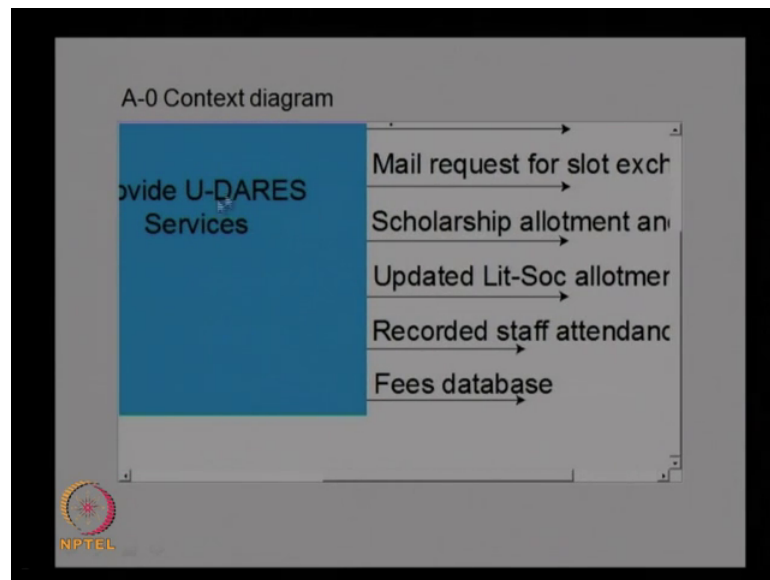 A-0 Context diagram
ovide U-DARES
Services
Mail request for slot exch
Scholarship allotment an
Updated Lit-Soc allotmer
Recorded staff attendanc
Fees database
NPTEL